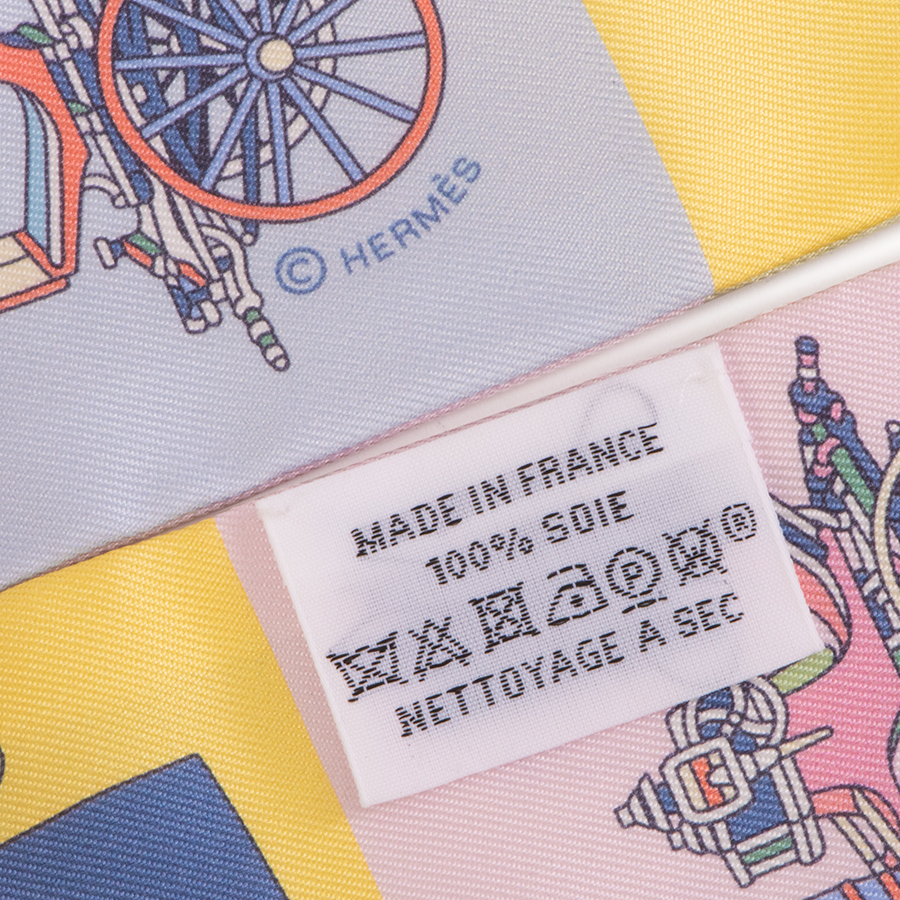 © HERMÈS
MADE IN FRANCE
100% SOIE
®
NETTOYAGE A SEC